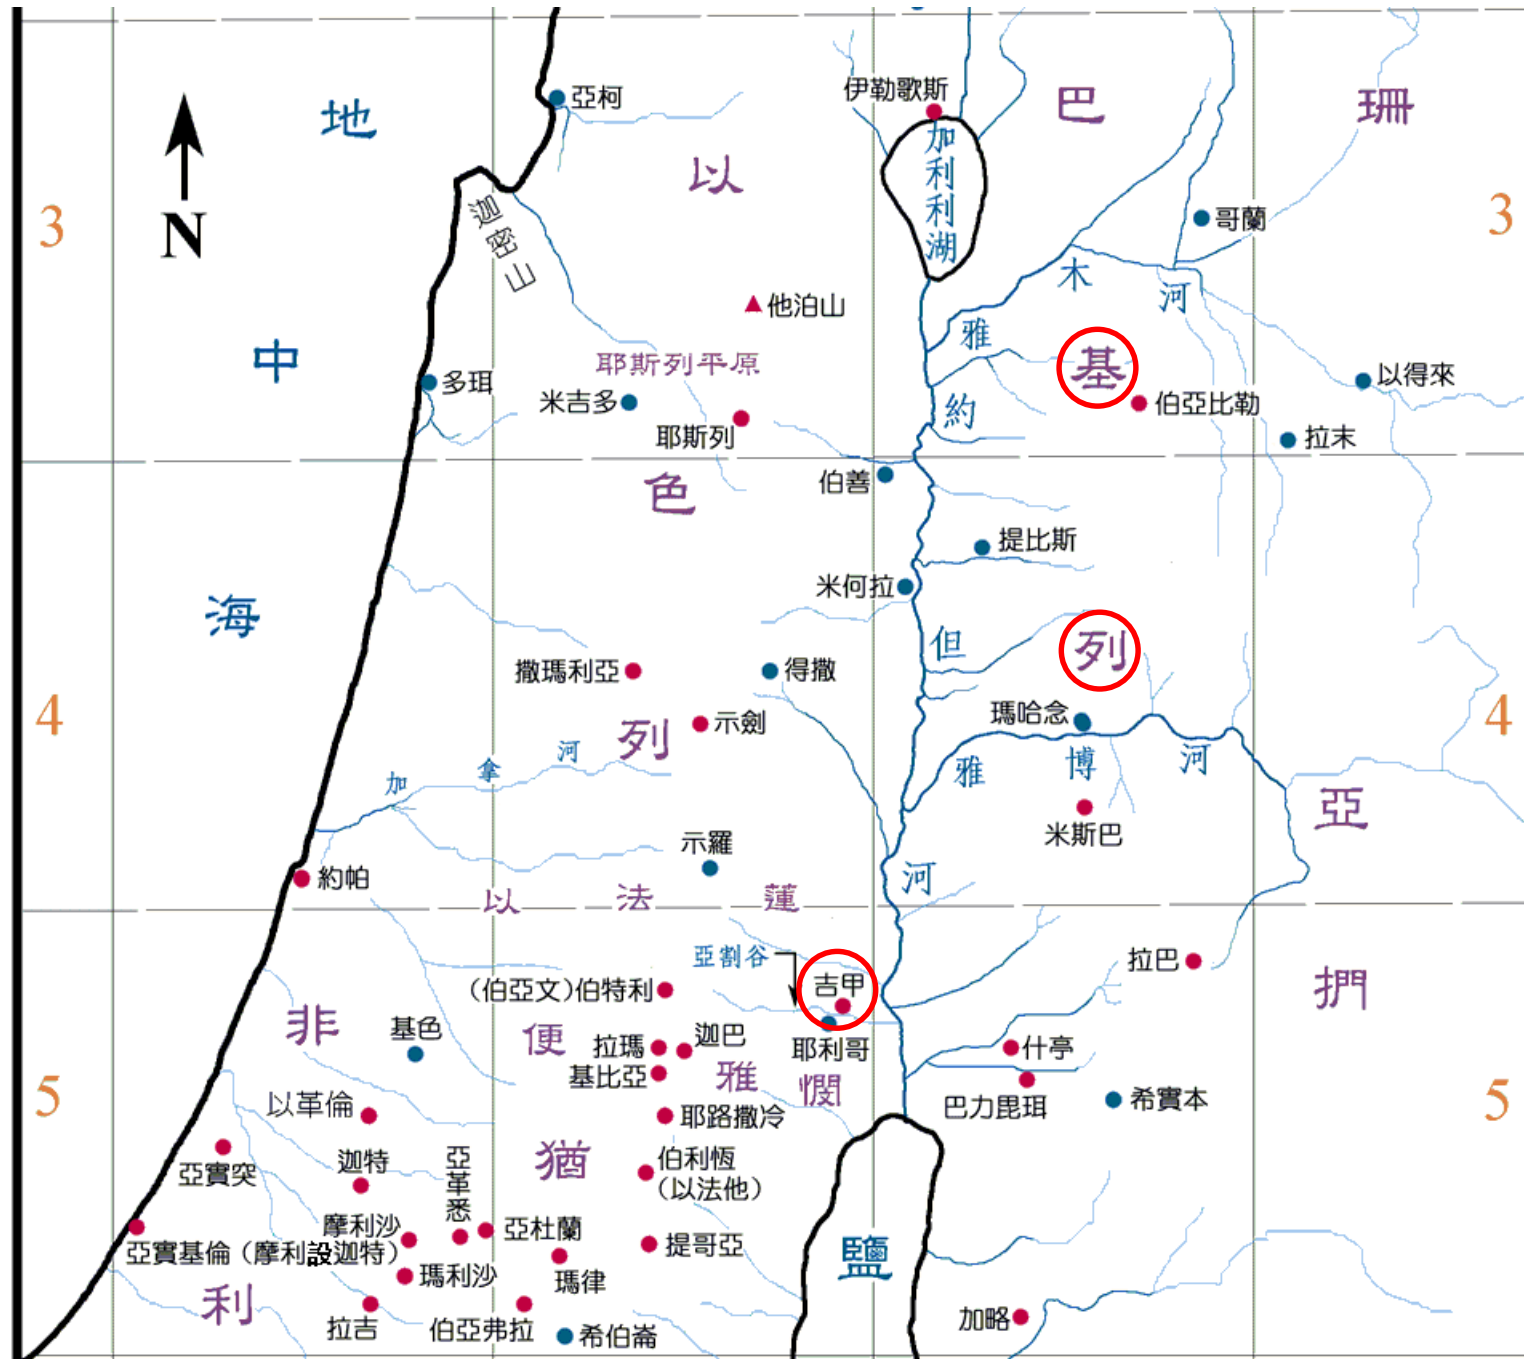 地
亞柯
以
伊勒歌斯
巴
珊
N
加利利湖
3
迦密山
哥蘭
3
木
河
雅
他泊山
中
耶斯列平原
基
多珥
米吉多
約
伯亞比勒
以得來
耶斯列
拉末
色
伯善
提比斯
米何拉
海
但
列
撒瑪利亞
得撒
4
示劍
瑪哈念
4
列
河
拿
加
雅
博
河
亞
米斯巴
示羅
約帕
河
以
法
蓮
亞割谷
拉巴
(伯亞文)伯特利
吉甲
捫
非
基色
便
拉瑪
迦巴
耶利哥
什亭
基比亞
雅
憫
5
以革倫
耶路撒冷
巴力毘珥
希實本
5
亞實突
迦特
亞革悉
猶
伯利恆
(以法他)
摩利沙
亞杜蘭
提哥亞
亞實基倫
(摩利設迦特)
瑪利沙
瑪律
鹽
利
拉吉
伯亞弗拉
希伯崙
加略